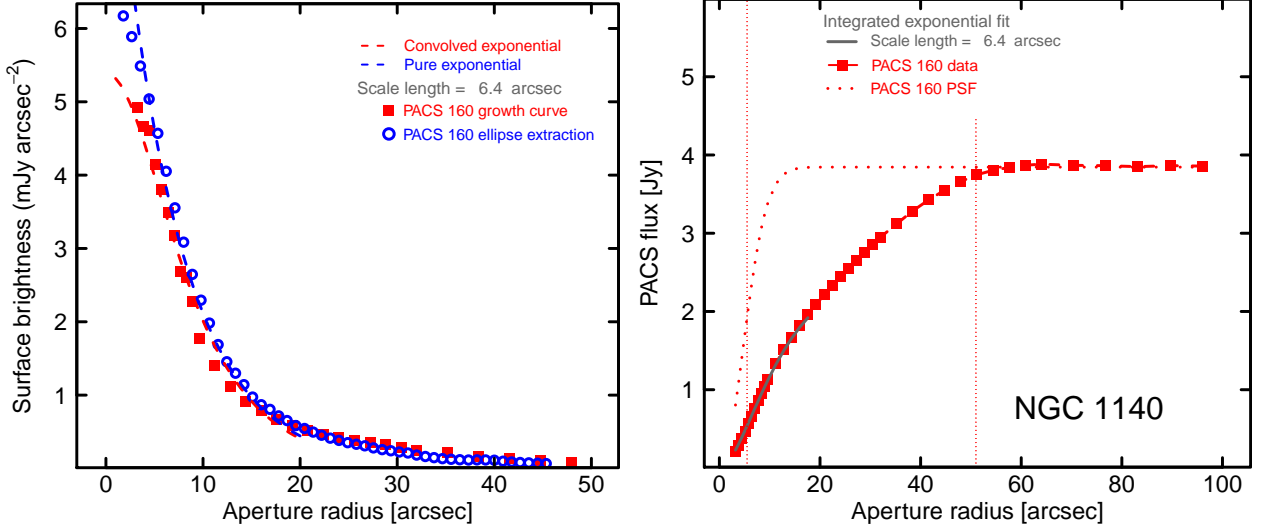 Surface brightness (mJy arcsec−2)
6
5
4
3
2
1
Convolved exponential
Pure exponential
Scale length = 6.4 arcsec
PACS 160 growth curve
PACS 160 ellipse extraction
0 10 20 30 40 50
Aperture radius [arcsec]
PACS flux [Jy]
5
4
3
2
1
Integrated exponential fit
Scale length = 6.4 arcsec
PACS 160 data
PACS 160 PSF
NGC 1140
0 20 40 60 80 100
Aperture radius [arcsec]